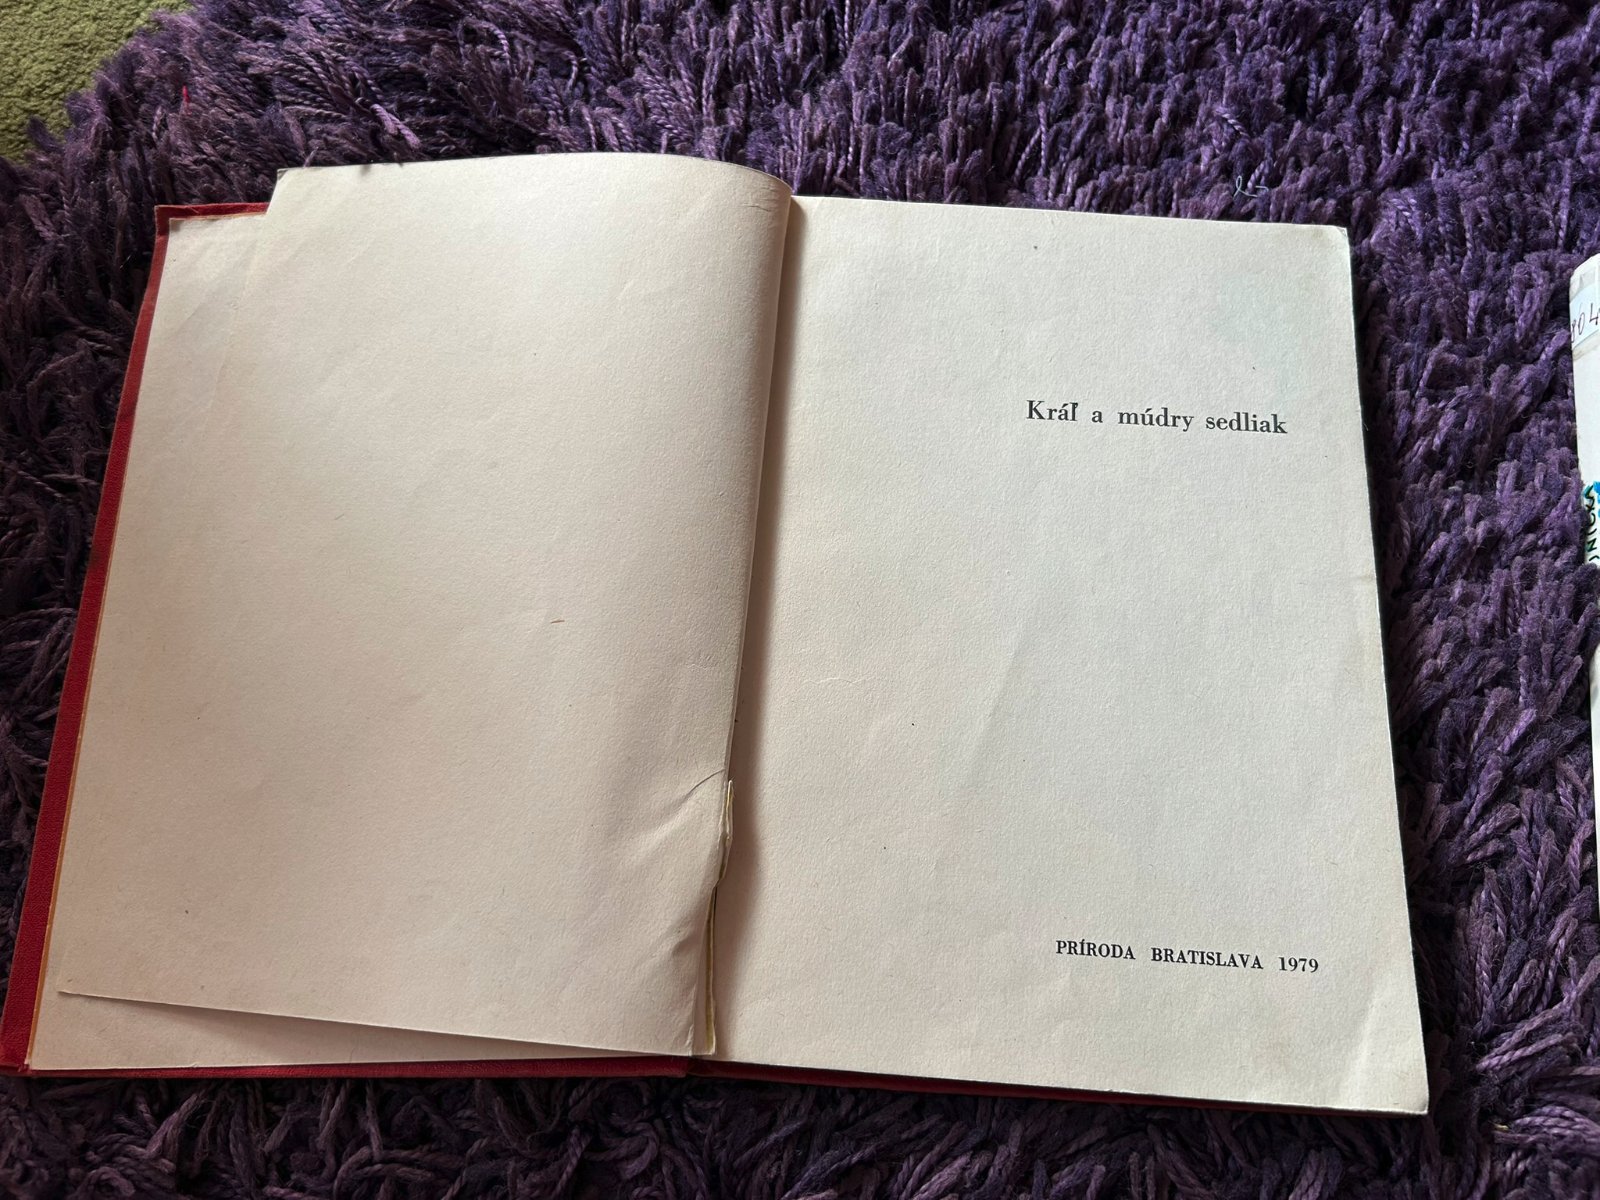 Kráľ a múdry sedliak
PRÍRODA BRATISLAVA 1979